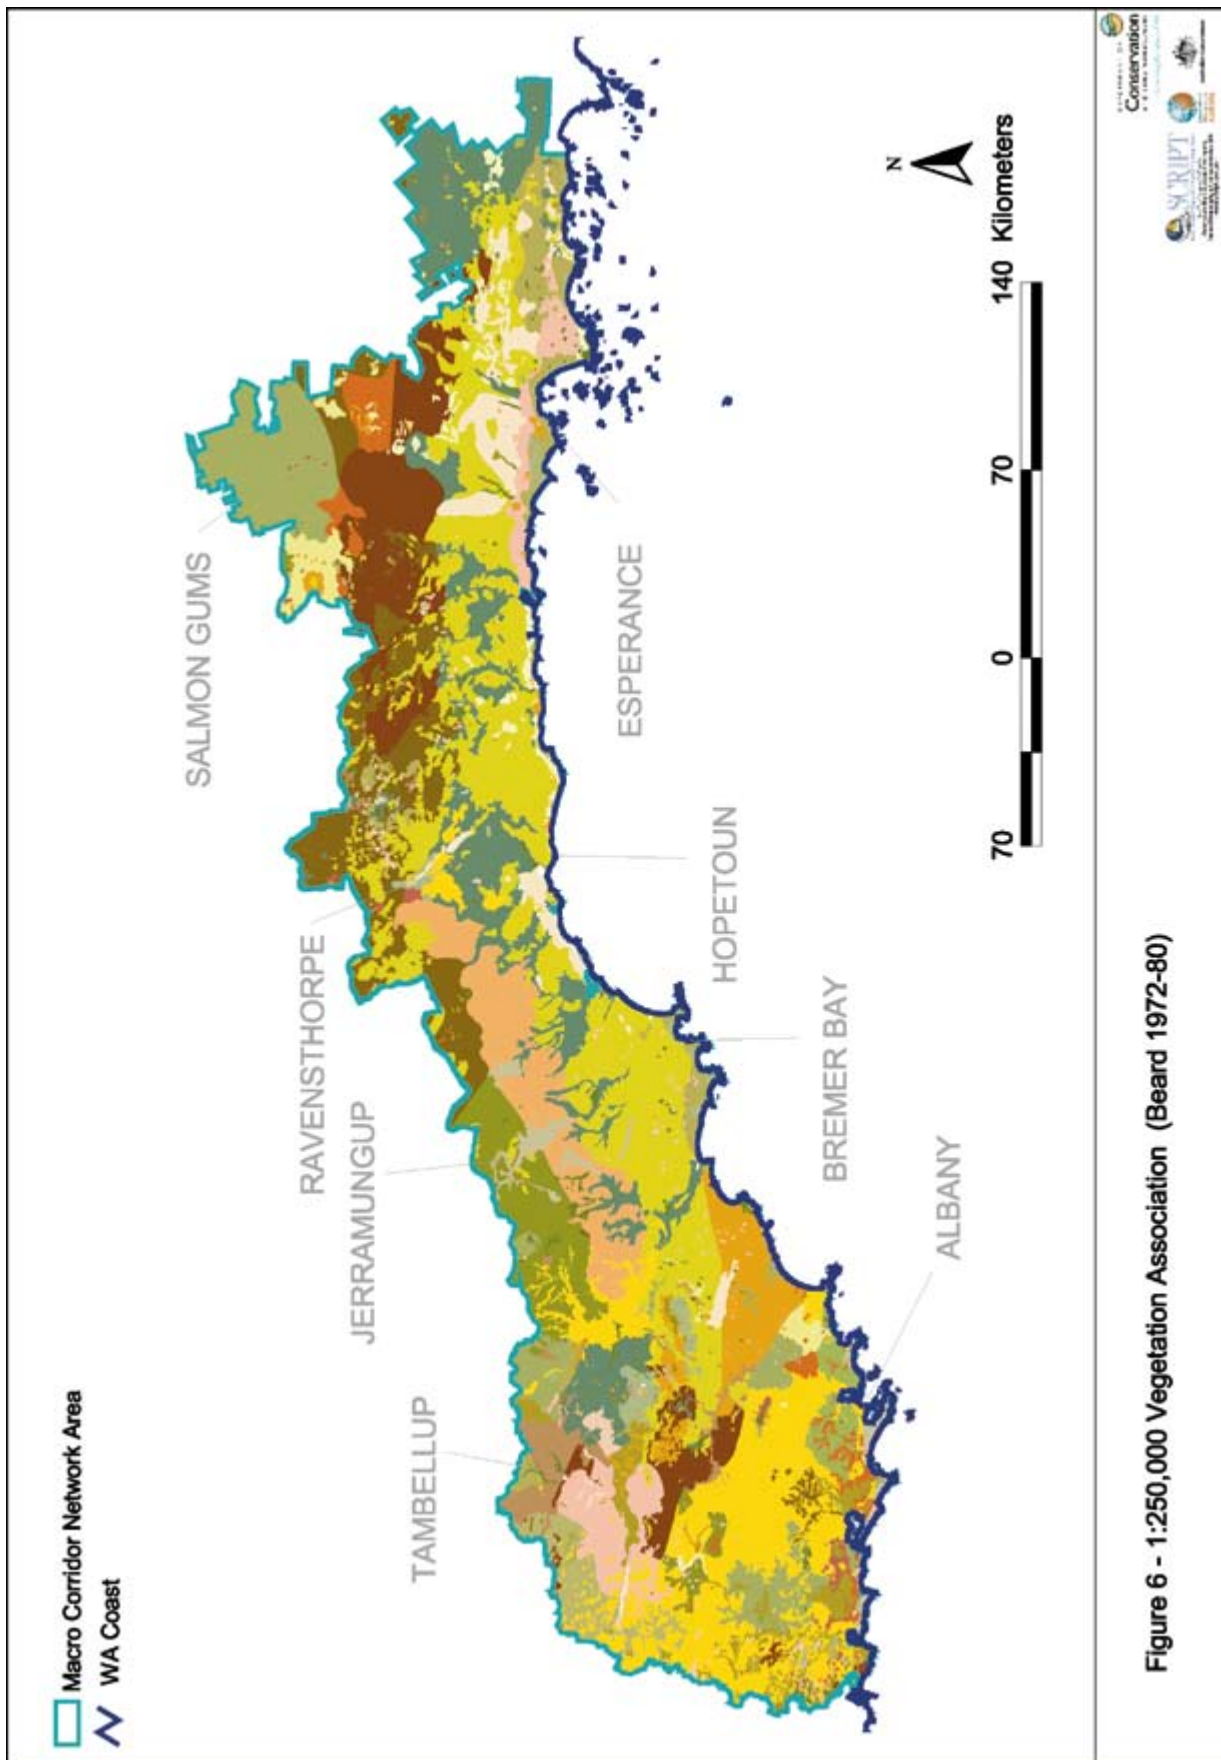 Macro Corridor Network Area
WA Coast
SALMON GUMS
RAVENSTHORPE
JERRAMUNGUP
TAMBELLUP
ESPERANCE
HOPETOUN
BREMER BAY
ALBANY
N
70 0 70 140 Kilometers
Figure 6 - 1:250,000 Vegetation Association (Beard 1972-80)
SCRIPT
Conservation